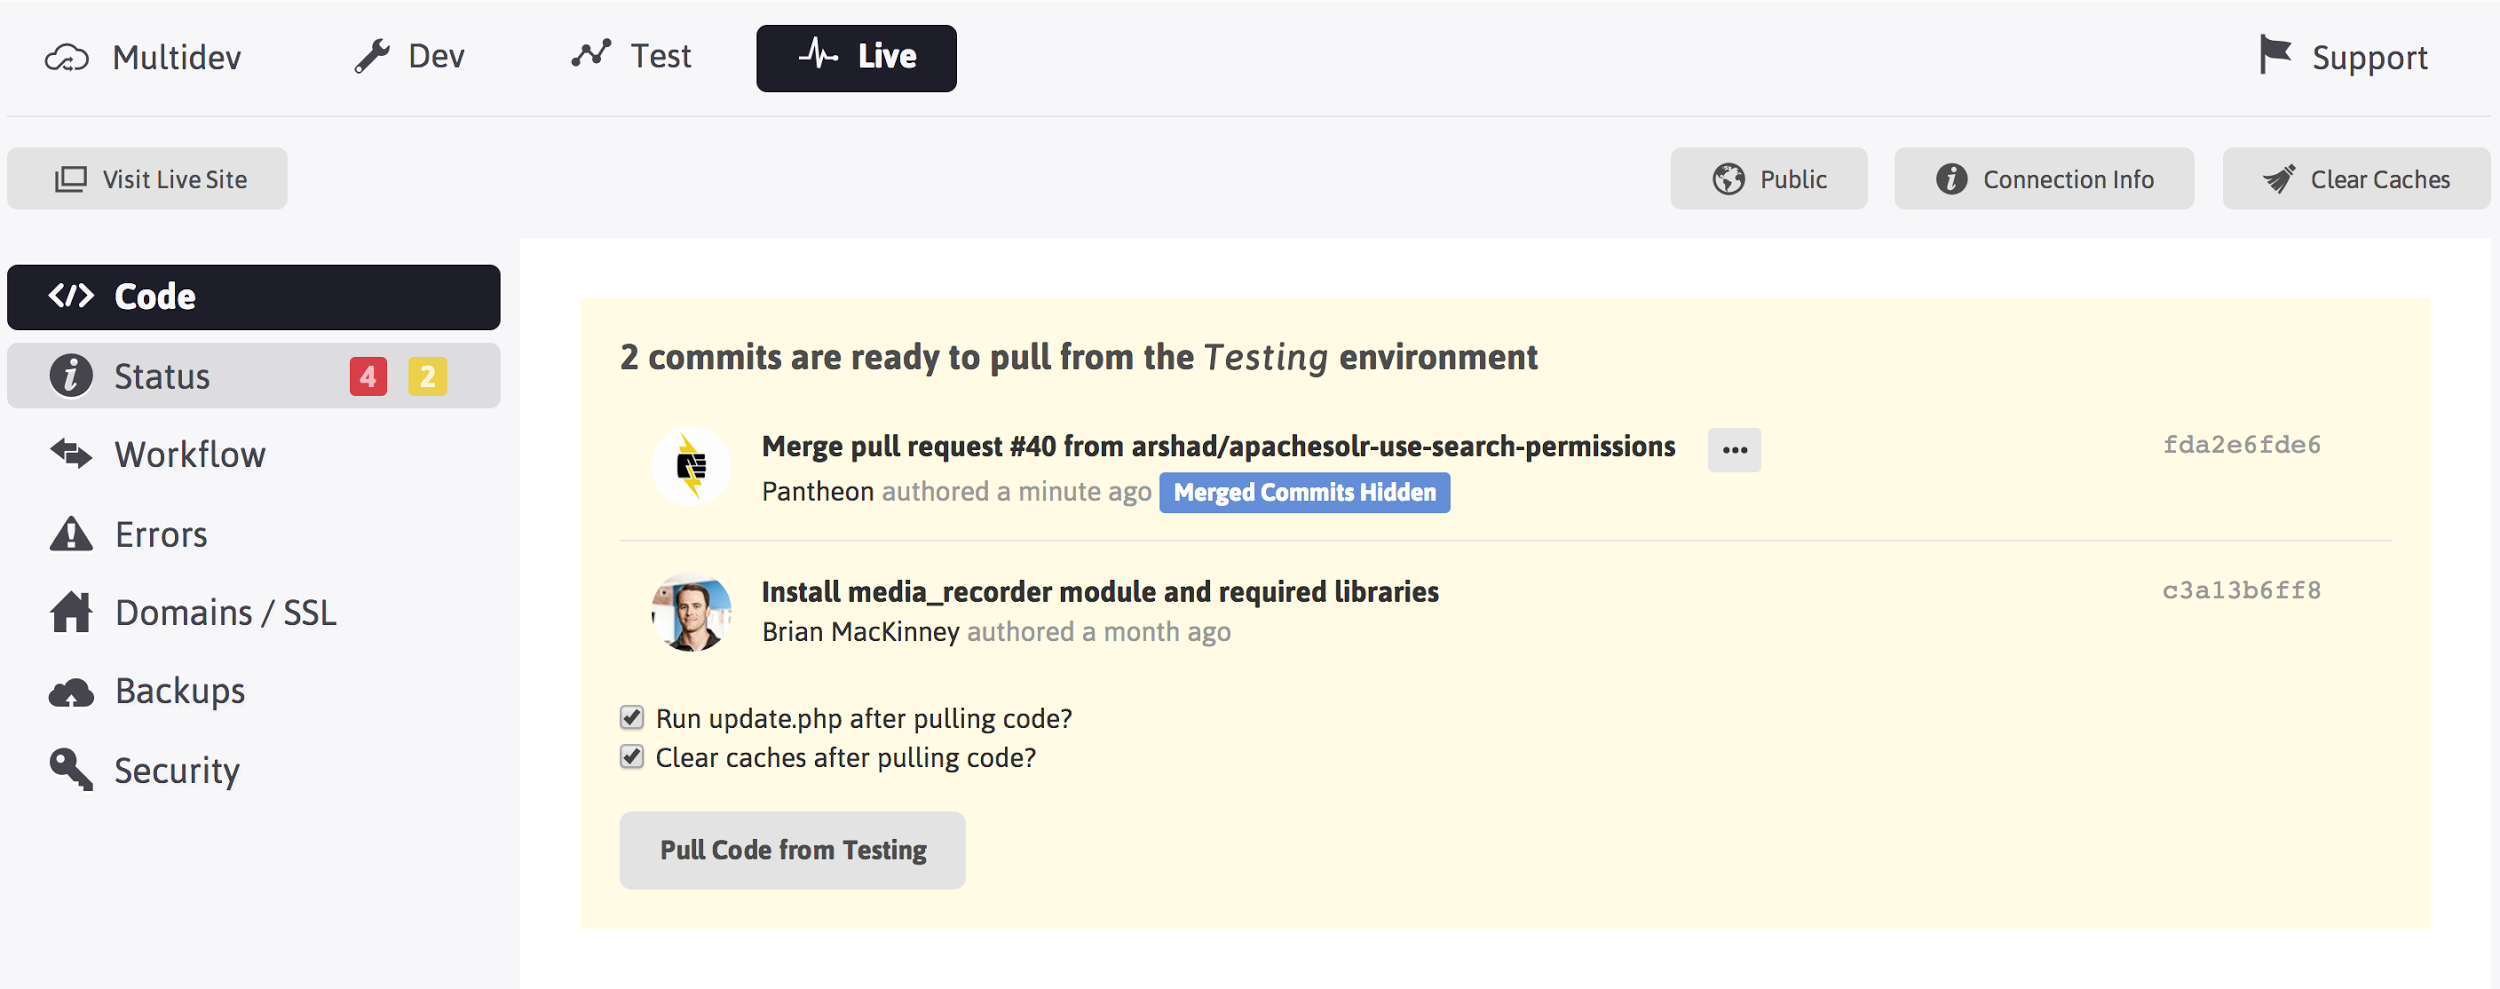 Multidev
Dev
Test
Live
Support
Visit Live Site
Public
Connection Info
Clear Caches
Code
Status 4 2
Workflow
Errors
Domains / SSL
Backups
Security
2 commits are ready to pull from the Testing environment
Merge pull request #40 from arshad/apachesolr-use-search-permissions ••• fda2e6fde6
Pantheon authored a minute ago Merged Commits Hidden
Install media_recorder module and required libraries c3a13b6ff8
Brian MacKinney authored a month ago
Run update.php after pulling code?
Clear caches after pulling code?
Pull Code from Testing